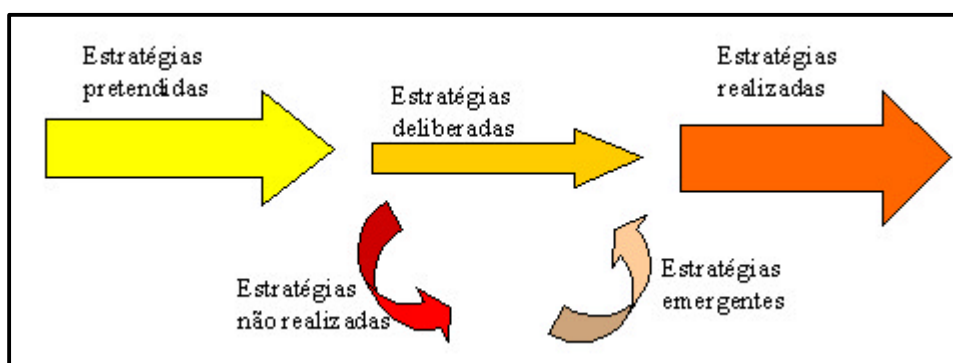 Estratégias
pretendidas
Estratégias
deliberadas
Estratégias
realizadas
Estratégias
não realizadas
Estratégias
emergentes